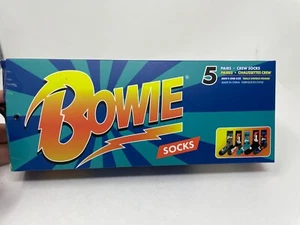 BOWIE
SOCKS
5 PAIRS • CREW SOCKS
PAIRES • CHAUSSETTES CREW